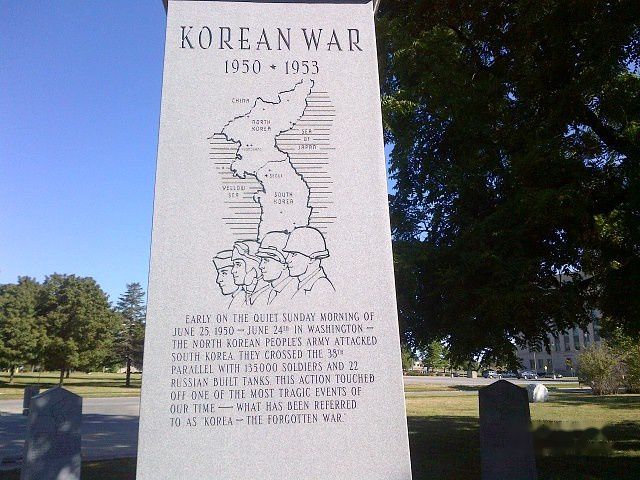 KOREAN WAR
1950 ★ 1953
CHINA
NORTH
KOREA
SEA
OF
JAPAN
SEOUL
YELLOW
SEA
SOUTH
KOREA
EARLY ON THE QUIET SUNDAY MORNING OF
JUNE 25, 1950 — JUNE 24TH IN WASHINGTON —
THE NORTH KOREAN PEOPLE'S ARMY ATTACKED
SOUTH KOREA. THEY CROSSED THE 38TH
PARALLEL WITH 135,000 SOLDIERS AND 22
RUSSIAN BUILT TANKS. THIS ACTION TOUCHED
OFF ONE OF THE MOST TRAGIC EVENTS OF
OUR TIME — WHAT HAS BEEN REFERRED
TO AS "KOREA — THE FORGOTTEN WAR."